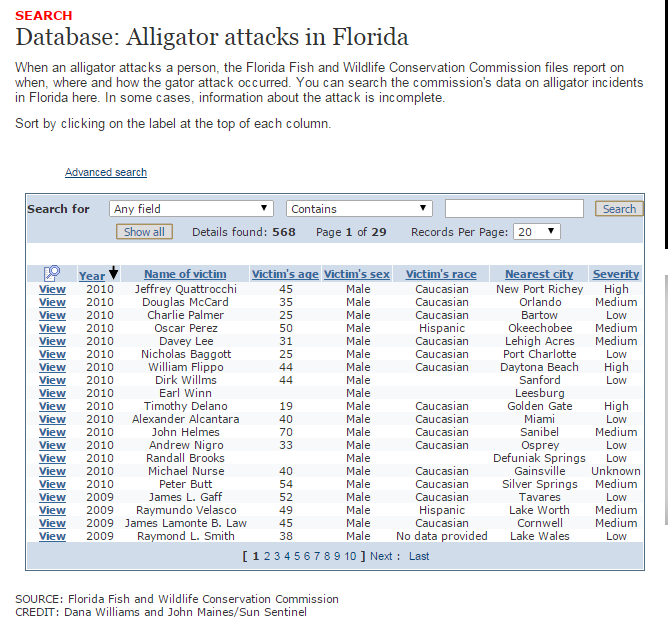 SEARCH
Database: Alligator attacks in Florida
When an alligator attacks a person, the Florida Fish and Wildlife Conservation Commission files report on
when, where and how the gator attack occurred. You can search the commission's data on alligator incidents
in Florida here. In some cases, information about the attack is incomplete.
Sort by clicking on the label at the top of each column.
Advanced search
Search for Any field Contains Search
Show all Details found: 568 Page 1 of 29 Records Per Page: 20
Year Name of victim Victim's age Victim's sex Victim's race Nearest city Severity
View 2010 Jeffrey Quattrocchi 45 Male Caucasian New Port Richey High
View 2010 Douglas McCard 35 Male Caucasian Orlando Medium
View 2010 Charlie Palmer 25 Male Caucasian Bartow Low
View 2010 Oscar Perez 50 Male Hispanic Okeechobee Medium
View 2010 Davey Lee 31 Male Caucasian Lehigh Acres Medium
View 2010 Nicholas Baggott 25 Male Caucasian Port Charlotte Low
View 2010 William Flippo 44 Male Caucasian Daytona Beach High
View 2010 Dirk Willms 44 Male Sanford Low
View 2010 Earl Winn Male Leesburg
View 2010 Timothy Delano 19 Male Caucasian Golden Gate High
View 2010 Alexander Alcantara 40 Male Caucasian Miami Low
View 2010 John Helmes 70 Male Caucasian Sanibel Medium
View 2010 Andrew Nigro 33 Male Caucasian Osprey Low
View 2010 Randall Brooks Male Defuniak Springs Low
View 2010 Michael Nurse 40 Male Caucasian Gainsville Unknown
View 2010 Peter Butt 54 Male Caucasian Silver Springs Medium
View 2009 James L. Gaff 52 Male Caucasian Tavares Low
View 2009 Raymundo Velasco 49 Male Hispanic Lake Worth Medium
View 2009 James Lamonte B. Law 45 Male Caucasian Cornwell Medium
View 2009 Raymond L. Smith 38 Male No data provided Lake Wales Low
[ 1 2 3 4 5 6 7 8 9 10 ] Next : Last
SOURCE: Florida Fish and Wildlife Conservation Commission
CREDIT: Dana Williams and John Maines/Sun Sentinel